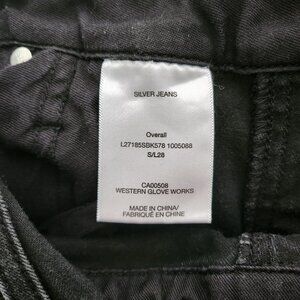 SILVER JEANS
Overall
L27185SBK578 1005088
S/L28
CA00508
WESTERN GLOVE WORKS
MADE IN CHINA/
FABRIQUÉ EN CHINE